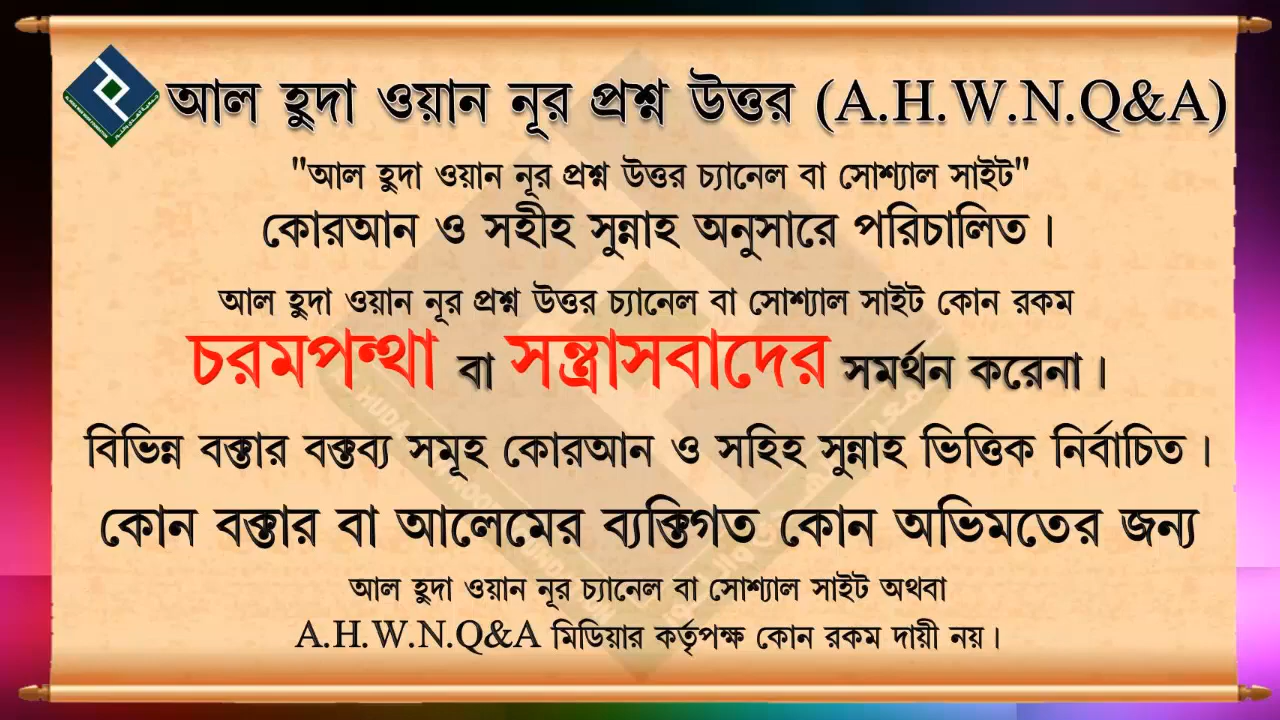 আল হুদা ওয়ান নূর প্রশ্ন উত্তর (A.H.W.N.Q&A)
"আল হুদা ওয়ান নূর প্রশ্ন উত্তর চ্যানেল বা সোশ্যাল সাইট"
কোরআন ও সহীহ সুন্নাহ অনুসারে পরিচালিত।
আল হুদা ওয়ান নূর প্রশ্ন উত্তর চ্যানেল বা সোশ্যাল সাইট কোন রকম
চরমপন্থা বা সন্ত্রাসবাদের সমর্থন করেনা।
বিভিন্ন বক্তার বক্তব্য সমূহ কোরআন ও সহিহ সুন্নাহ ভিত্তিক নির্বাচিত।
কোন বক্তার বা আলেমের ব্যক্তিগত কোন অভিমতের জন্য
আল হুদা ওয়ান নূর চ্যানেল বা সোশ্যাল সাইট অথবা
A.H.W.N.Q&A মিডিয়ার কর্তৃপক্ষ কোন রকম দায়ী নয়।